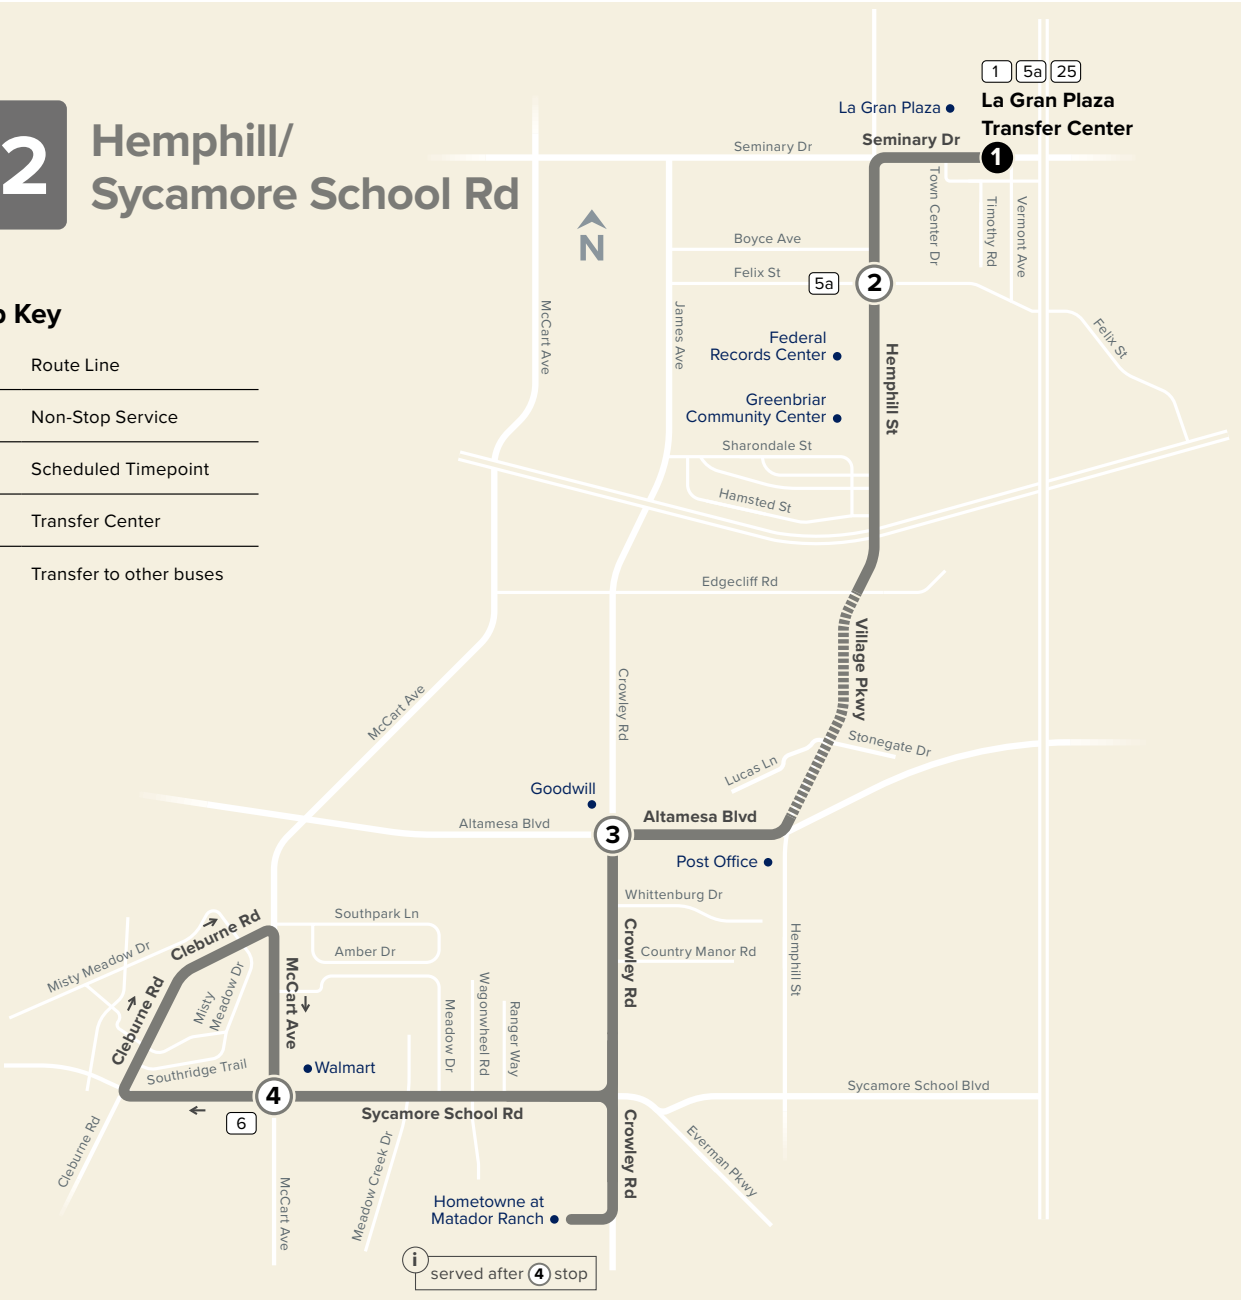 2
Hemphill/
Sycamore School Rd
Key
Route Line
Non-Stop Service
Scheduled Timepoint
Transfer Center
Transfer to other buses
N
1 5a 25
La Gran Plaza
Transfer Center
1
La Gran Plaza
Seminary Dr
Seminary Dr
Town Center Dr
Timothy Rd
Vermont Ave
Boyce Ave
Felix St
5a
2
Felix St
McCart Ave
James Ave
Federal
Records Center
Hemphill St
Greenbriar
Community Center
Sharondale St
Hamsted St
Edgecliff Rd
Village Pkwy
Crowley Rd
McCart Ave
Stonegate Dr
Lucas Ln
Goodwill
Altamesa Blvd
3
Altamesa Blvd
Post Office
Whittenburg Dr
Crowley Rd
Country Manor Rd
Hemphill St
Southpark Ln
Amber Dr
Cleburne Rd
Misty Meadow Dr
Cleburne Rd
Misty
Meadow Dr
McCart Ave
Meadow Dr
Wagonwheel Rd
Ranger Way
Southridge Trail
Walmart
4
6
Sycamore School Rd
Sycamore School Blvd
Cleburne Rd
McCart Ave
Meadow Creek Dr
Crowley Rd
Everman Pkwy
Hometowne at
Matador Ranch
i
served after 4 stop